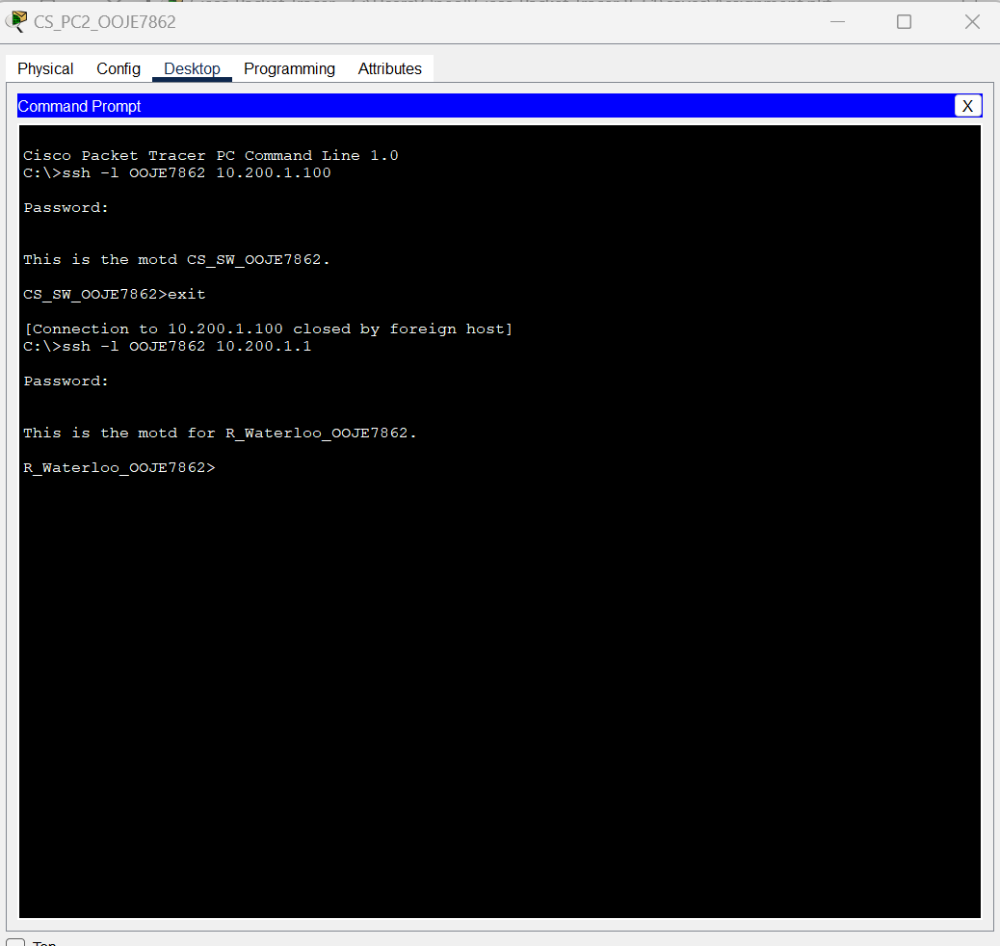 CS_PC2_OOJE7862
Physical Config Desktop Programming Attributes
Command Prompt X
Cisco Packet Tracer PC Command Line 1.0
C:\>ssh -l OOJE7862 10.200.1.100
Password:
This is the motd CS_SW_OOJE7862.
CS_SW_OOJE7862>exit
[Connection to 10.200.1.100 closed by foreign host]
C:\>ssh -l OOJE7862 10.200.1.1
Password:
This is the motd for R_Waterloo_OOJE7862.
R_Waterloo_OOJE7862>
Top